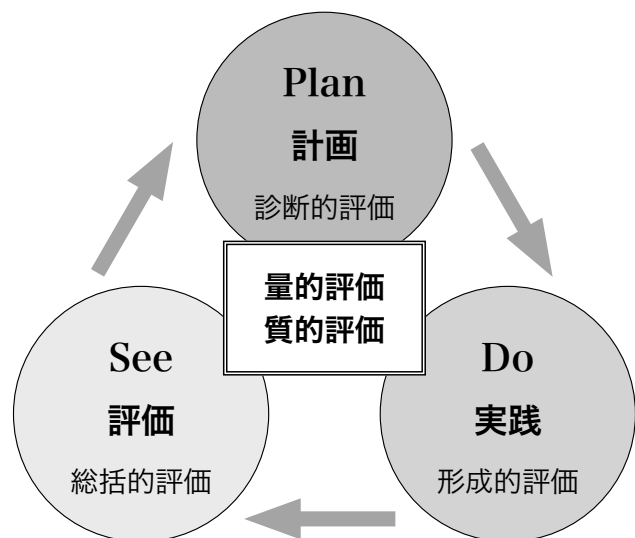 Plan
計画
診断的評価
量的評価
質的評価
See
評価
総括的評価
Do
実践
形成的評価